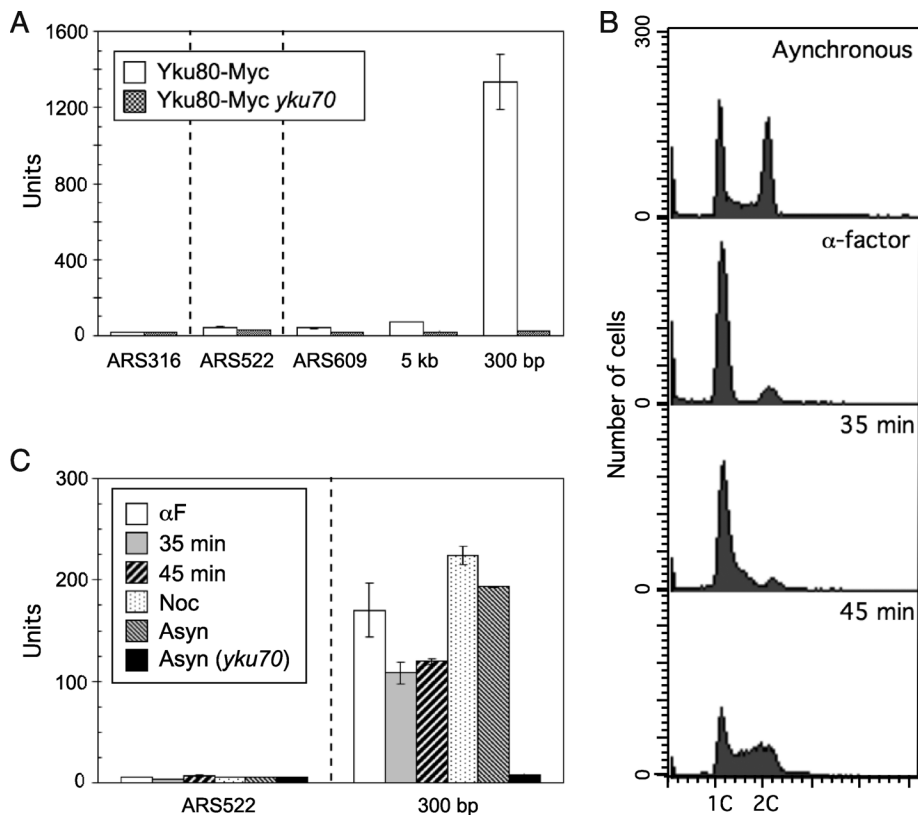 A
1600
1200
800
400
0
Units
Yku80-Myc
Yku80-Myc yku70
ARS316 ARS522 ARS609 5 kb 300 bp
B
300
0
Aynchronous
α-factor
0
35 min
0
45 min
0
Number of cells
1C 2C
C
300
200
100
0
Units
αF
35 min
45 min
Noc
Asyn
Asyn (yku70)
ARS522 300 bp